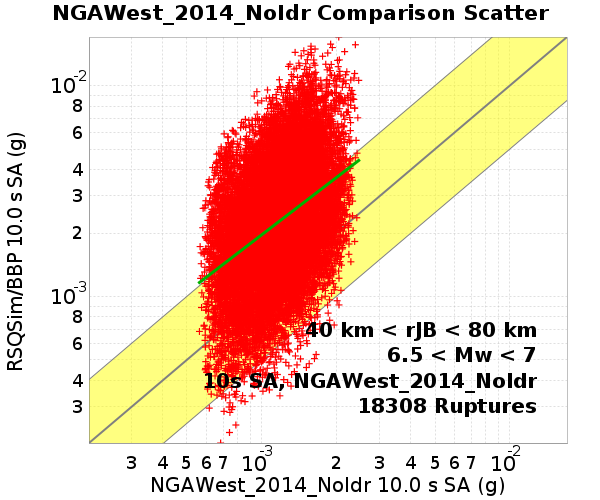 NGAWest_2014_NoIdr Comparison Scatter
RSQSim/BBP 10.0 s SA (g)
10-2
8
6
4
3
2
10-3
8
6
4
3
40 km < rJB < 80 km
6.5 < Mw < 7
10s SA, NGAWest_2014_NoIdr
18308 Ruptures
3 4 5 6 7 10-3 2 3 4 5 6 7 10-2
NGAWest_2014_NoIdr 10.0 s SA (g)